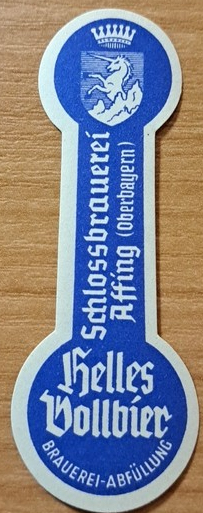 Schlossbrauerei
Affing (Oberbayern)
Helles
Vollbier
BRAUEREI-ABFÜLLUNG